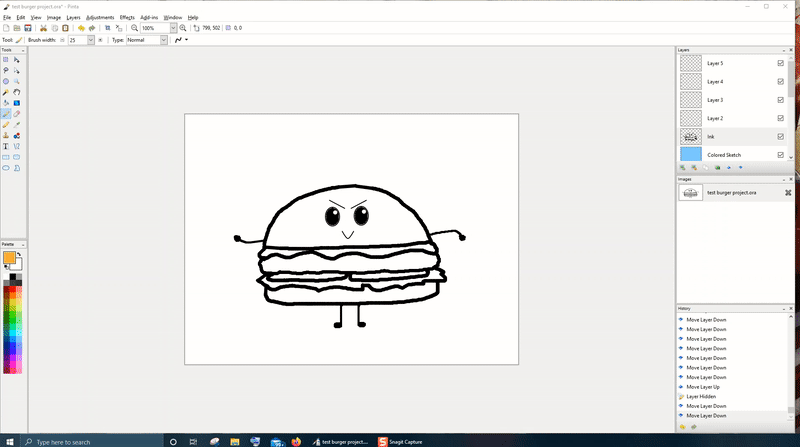 test burger project.ora* - Pinta
File Edit View Image Layers Adjustments Effects Add-ins Window Help
100% 799, 502 0, 0
Tool: Brush width: 25 Type: Normal
Tools
Palette
Layers
Layer 5
Layer 4
Layer 3
Layer 2
Ink
Colored Sketch
Images
test burger project.ora
History
Move Layer Down
Move Layer Down
Move Layer Down
Move Layer Down
Move Layer Down
Move Layer Down
Move Layer Down
Move Layer Up
Layer Hidden
Move Layer Down
Move Layer Down
Type here to search
test burger project....
Snagit Capture